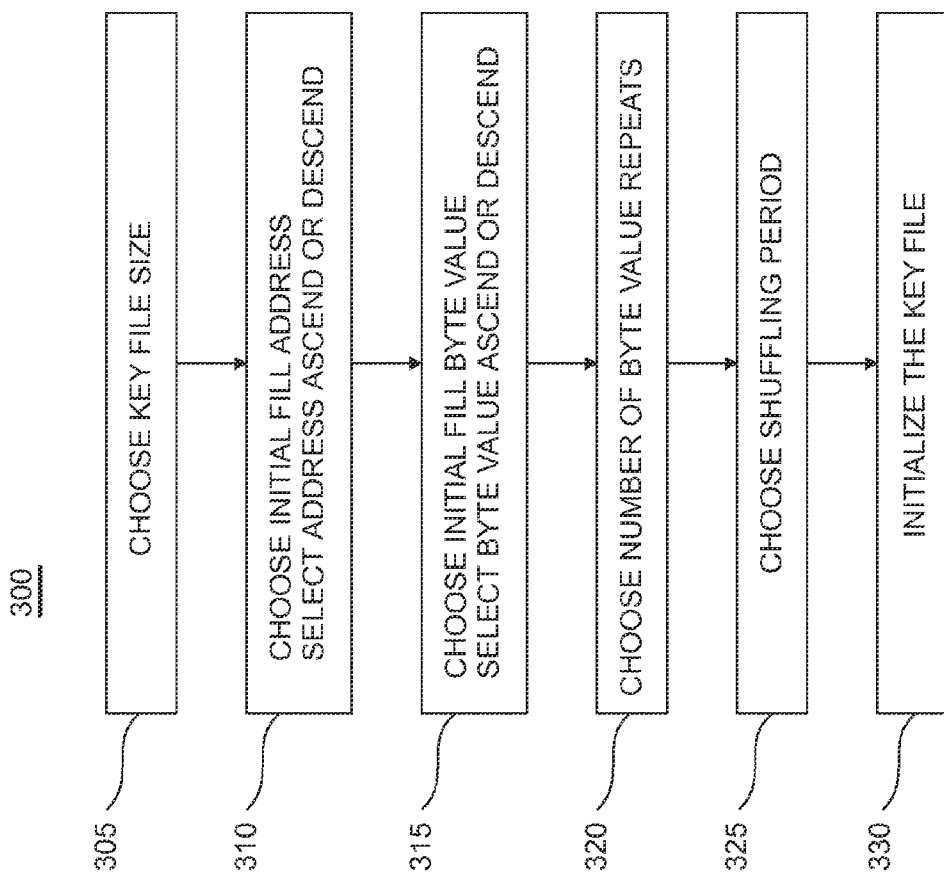 300
305
CHOOSE KEY FILE SIZE
310
CHOOSE INITIAL FILL ADDRESS
SELECT ADDRESS ASCEND OR DESCEND
315
CHOOSE INITIAL FILL BYTE VALUE
SELECT BYTE VALUE ASCEND OR DESCEND
320
CHOOSE NUMBER OF BYTE VALUE REPEATS
325
CHOOSE SHUFFLING PERIOD
330
INITIALIZE THE KEY FILE